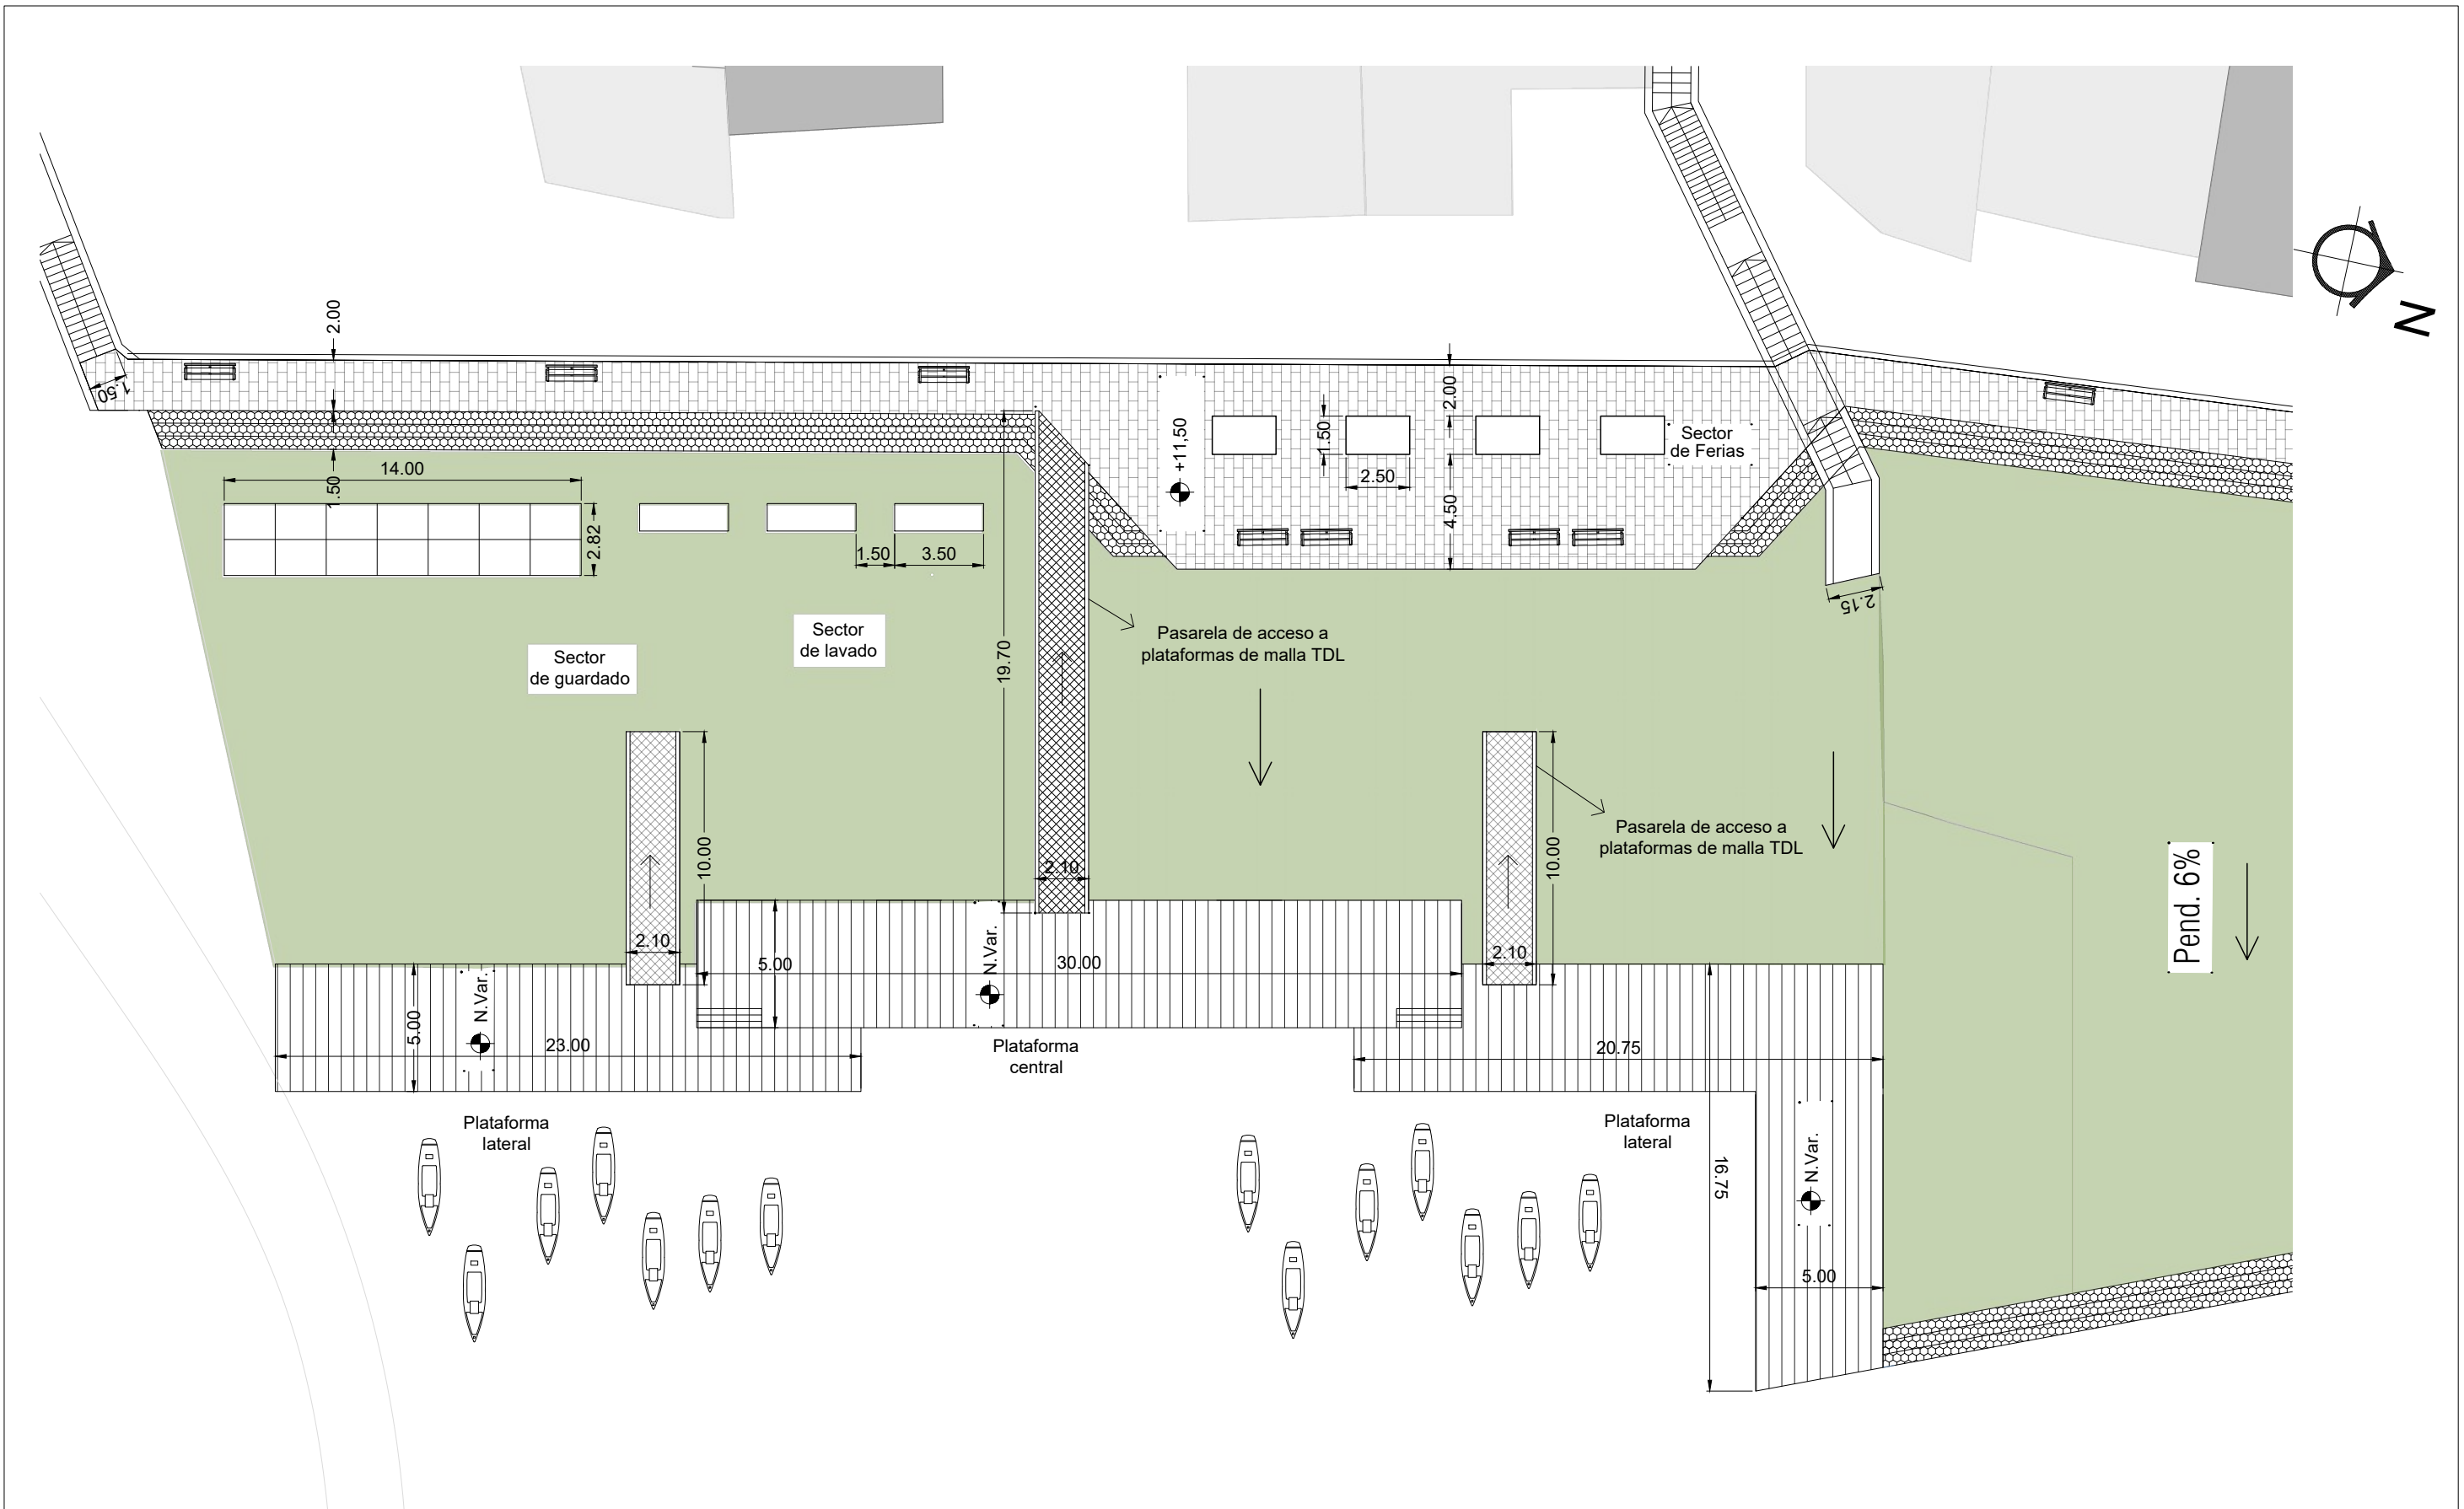 N
2.00
1.50
1.50
14.00
2.82
1.50
3.50
+11,50
2.00
1.50
2.50
4.50
Sector
de Ferias
2.15
Sector
de guardado
Sector
de lavado
19.70
Pasarela de acceso a
plataformas de malla TDL
Pasarela de acceso a
plataformas de malla TDL
10.00
2.10
2.10
10.00
2.10
Pend. 6%
5.00
N.Var.
23.00
5.00
N.Var.
30.00
Plataforma
central
20.75
Plataforma
lateral
Plataforma
lateral
16.75
N.Var.
5.00